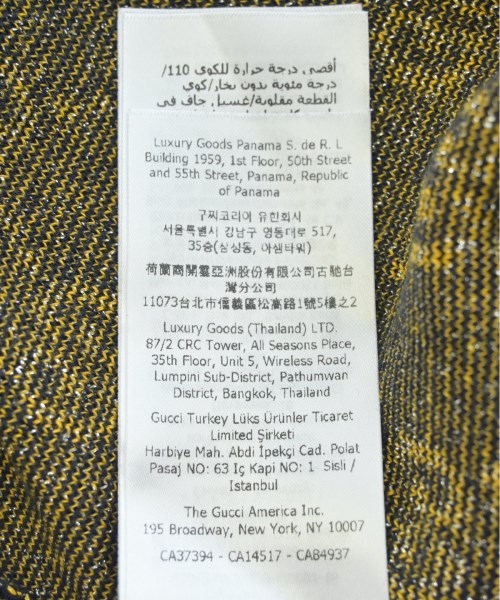 أقصى درجة حرارة للكوى 110/
درجة مئوية بدون بخار/كوي
القطعة مقلوبة/غسيل جاف في
Luxury Goods Panama S. de R. L
Building 1959, 1st Floor, 50th Street
and 55th Street, Panama, Republic
of Panama
구찌코리아 유한회사
서울특별시 강남구 영동대로 517,
35층(삼성동, 아셈타워)
荷蘭商開雲亞洲股份有限公司古馳台
灣分公司
11073台北市信義區松高路1號5樓之2
Luxury Goods (Thailand) LTD.
87/2 CRC Tower, All Seasons Place,
35th Floor, Unit 5, Wireless Road,
Lumpini Sub-District, Pathumwan
District, Bangkok, Thailand
Gucci Turkey Lüks Ürünler Ticaret
Limited Şirketi
Harbiye Mah. Abdi İpekçi Cad. Polat
Pasaj NO: 63 İç Kapi NO: 1 Sisli /
Istanbul
The Gucci America Inc.
195 Broadway, New York, NY 10007
CA37394 - CA14517 - CA84937